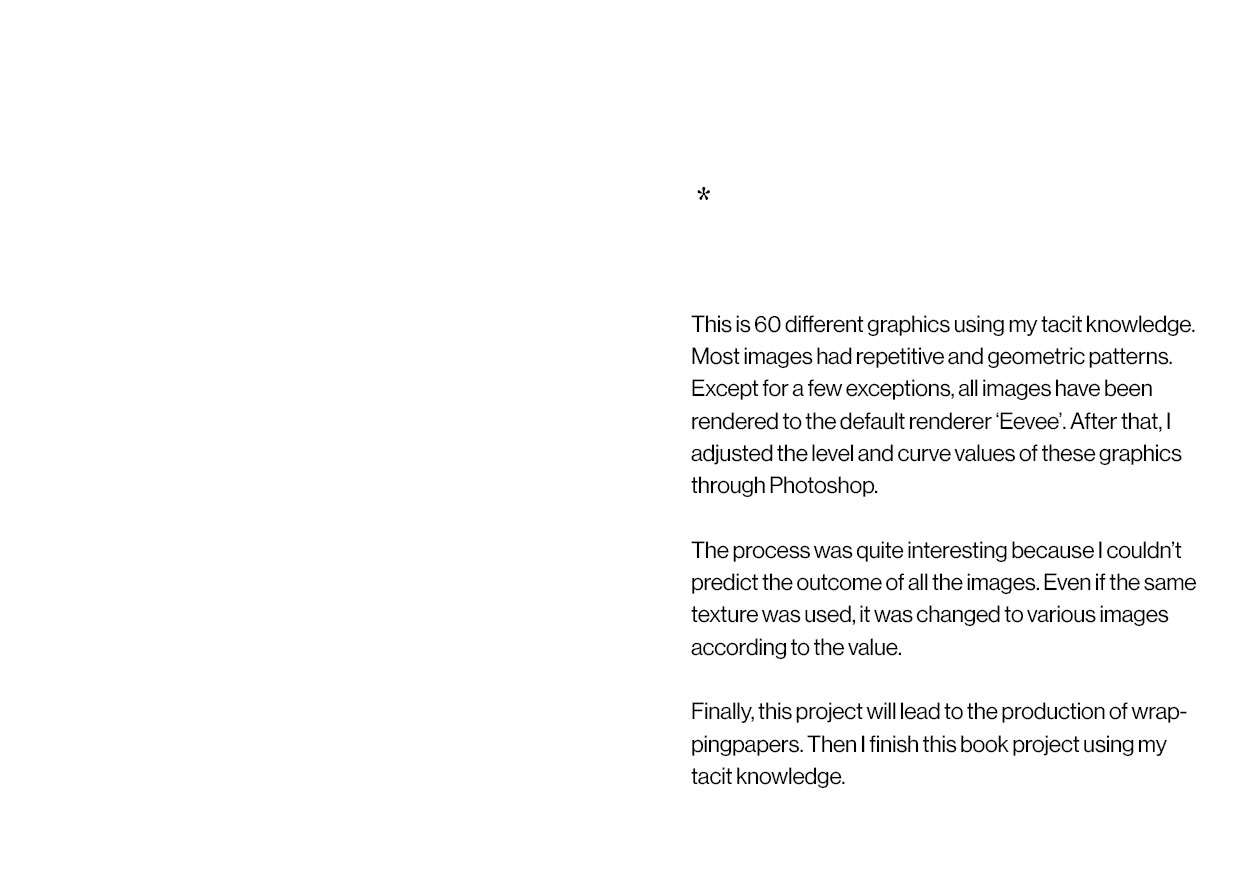 *
This is 60 different graphics using my tacit knowledge.
Most images had repetitive and geometric patterns.
Except for a few exceptions, all images have been
rendered to the default renderer ‘Eevee’. After that, I
adjusted the level and curve values of these graphics
through Photoshop.
The process was quite interesting because I couldn’t
predict the outcome of all the images. Even if the same
texture was used, it was changed to various images
according to the value.
Finally, this project will lead to the production of wrap-
pingpapers. Then I finish this book project using my
tacit knowledge.